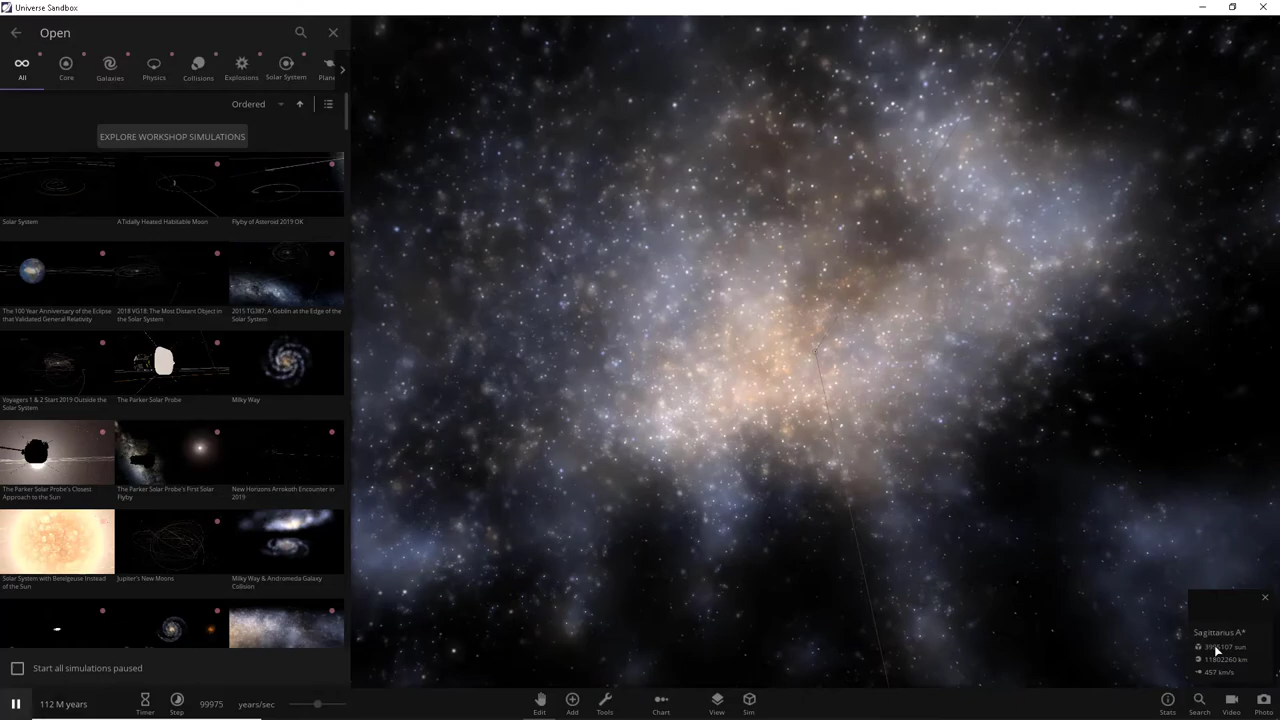 Universe Sandbox
Open
All
Core
Galaxies
Physics
Collisions
Explosions
Solar System
Plane
Ordered
EXPLORE WORKSHOP SIMULATIONS
Solar System
A Tidally Heated Habitable Moon
Flyby of Asteroid 2019 OK
The 100 Year Anniversary of the Eclipse
that Validated General Relativity
2018 VG18: The Most Distant Object in
the Solar System
2015 TG387: A Goblin at the Edge of the
Solar System
Voyagers 1 & 2 Start 2019 Outside the
Solar System
The Parker Solar Probe
Milky Way
The Parker Solar Probe's Closest
Approach to the Sun
The Parker Solar Probe's First Solar
Flyby
New Horizons Arrokoth Encounter in
2019
Solar System with Betelgeuse Instead
of the Sun
Jupiter's New Moons
Milky Way & Andromeda Galaxy
Collision
Start all simulations paused
Sagittarius A*
sun
11802260 km
457 km/s
112 M years
Timer
Step
99975
years/sec
Edit
Add
Tools
Chart
View
Sim
Stats
Search
Video
Photo